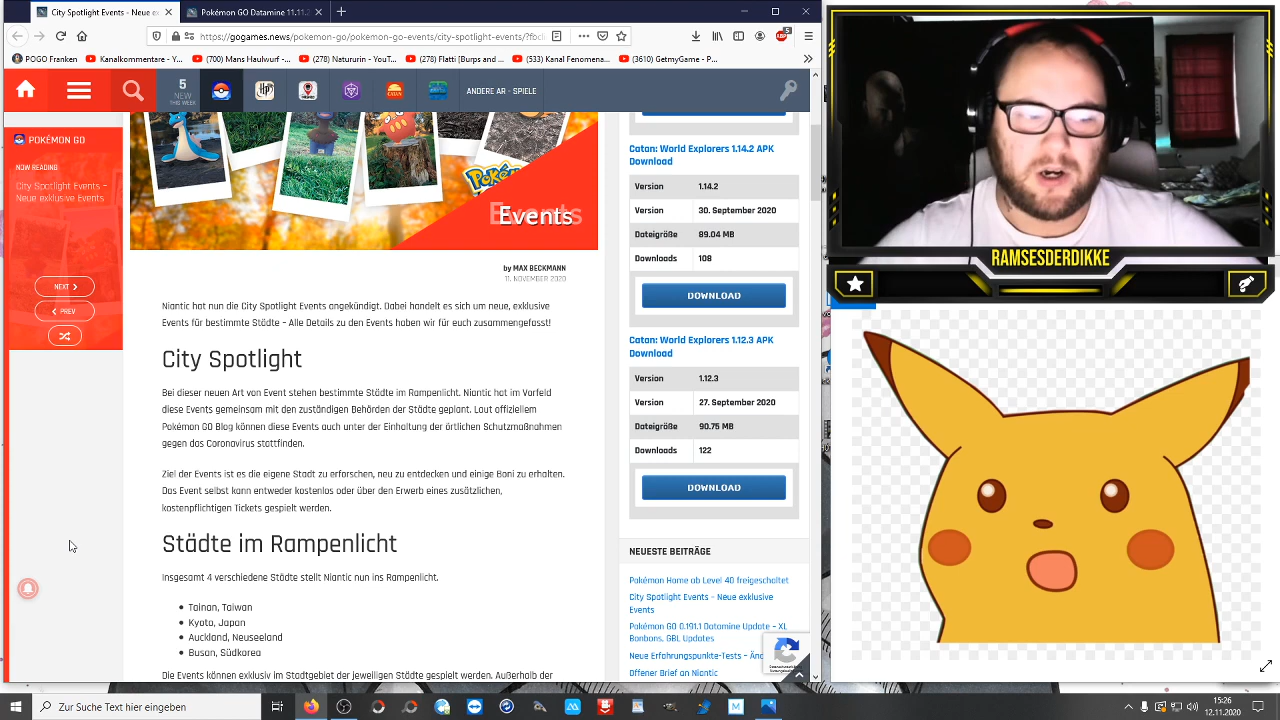 City Spotlight Events - Neue ex
Pokémon GO Datamine 11.11.
https://gogames.news/pokemon-go/pokemon-go-events/city-spotlight-events/?fbcl
POGO Franken
Kanalkommentare - Y...
(700) Mans Haulwurf -...
(278) Naturörin - YouT...
(278) Flatti [Burps and ...
(533) Kanal Fenomena...
(3610) GetmyGame - P...
5
NEW
THIS WEEK
ANDERE AR - SPIELE
POKÉMON GO
NOW READING
City Spotlight Events –
Neue exklusive Events
NEXT
PREV
Events
by MAX BECKMANN
11. NOVEMBER 2020
Niantic hat nun die City Spotlight Events angekündigt. Dabei handelt es sich um neue, exklusive
Events für bestimmte Städte – Alle Details zu den Events haben wir für euch zusammengefasst!
City Spotlight
Bei dieser neuen Art von Event stehen bestimmte Städte im Rampenlicht. Niantic hat im Vorfeld
diese Events gemeinsam mit den zuständigen Behörden der Städte geplant. Laut offiziellem
Pokémon GO Blog können diese Events auch unter der Einhaltung der örtlichen Schutzmaßnahmen
gegen das Coronavirus stattfinden.
Ziel der Events ist es die eigene Stadt zu erforschen, neu zu entdecken und einige Boni zu erhalten.
Das Event selbst kann entweder kostenlos oder über den Erwerb eines zusätzlichen,
kostenpflichtigen Tickets gespielt werden.
Städte im Rampenlicht
Insgesamt 4 verschiedene Städte stellt Niantic nun ins Rampenlicht.
Tainan, Taiwan
Kyoto, Japan
Auckland, Neuseeland
Busan, Südkorea
Die Events können exklusiv im Stadtgebiet der jeweiligen Städte gespielt werden. Außerhalb der
Catan: World Explorers 1.14.2 APK
Download
Version 1.14.2
Version 30. September 2020
Dateigröße 89.04 MB
Downloads 108
DOWNLOAD
Catan: World Explorers 1.12.3 APK
Download
Version 1.12.3
Version 27. September 2020
Dateigröße 90.75 MB
Downloads 122
DOWNLOAD
NEUESTE BEITRÄGE
Pokémon Home ab Level 40 freigeschaltet
City Spotlight Events – Neue exklusive
Events
Pokémon GO 0.191.1 Datamine Update – XL
Bonbons, GBL Updates
Neue Erfahrungspunkte-Tests –
Offener Brief an Niantic
RAMSESDERDIKKE
Zur Suche Text hier eingeben
15:26
12.11.2020